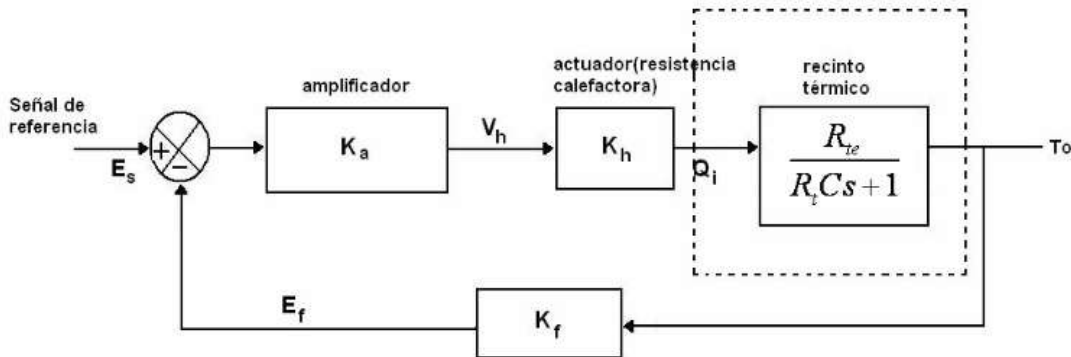 Señal de
referencia
E_s
+
−
amplificador
K_a
V_h
actuador(resistencia
calefactora)
K_h
Q_i
recinto
térmico
R_te
R_tCs+1
To
E_f
K_f